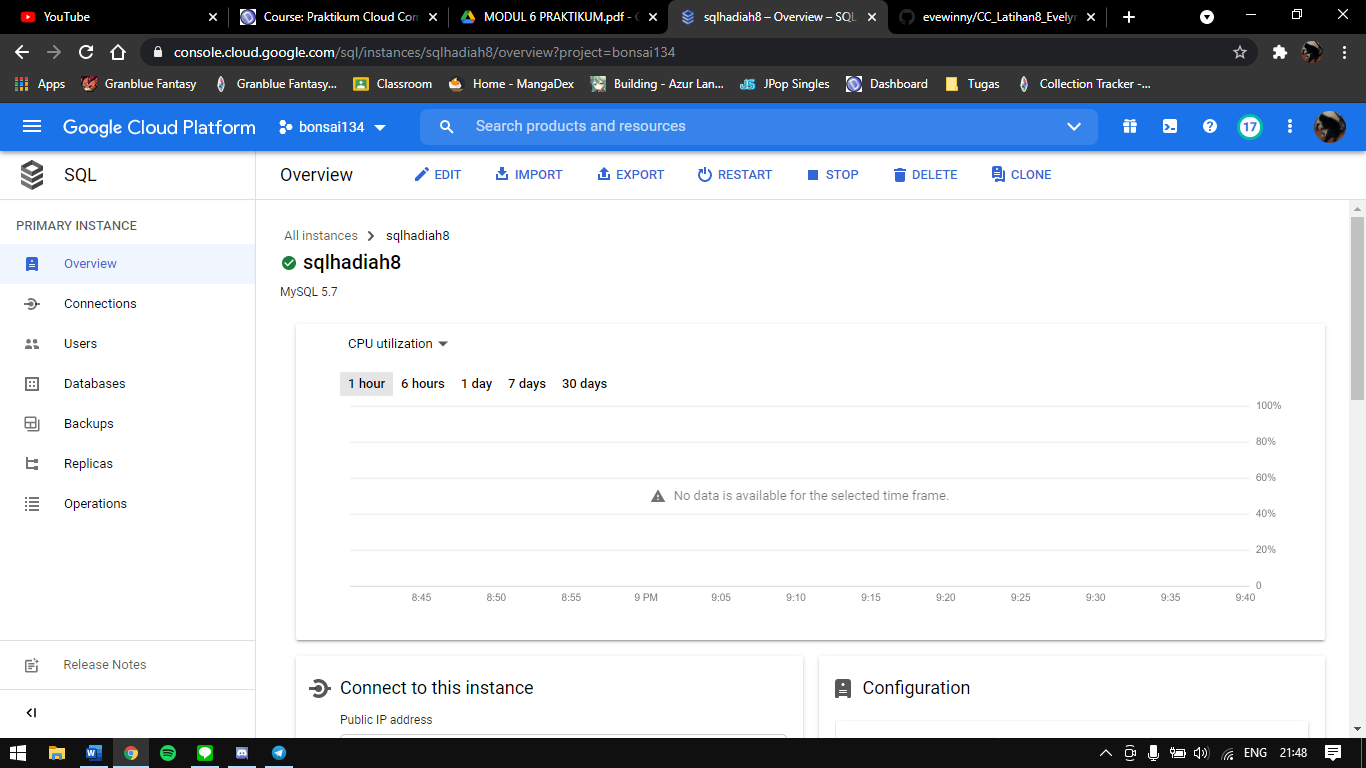 YouTube
Course: Praktikum Cloud Com
MODUL 6 PRAKTIKUM.pdf - G
sqlhadiah8 – Overview – SQL
evewinny/CC_Latihan8_Evelyn
console.cloud.google.com/sql/instances/sqlhadiah8/overview?project=bonsai134
Apps
Granblue Fantasy
Granblue Fantasy...
Classroom
Home - MangaDex
Building - Azur Lan...
JPop Singles
Dashboard
Tugas
Collection Tracker -...
Google Cloud Platform
bonsai134
Search products and resources
17
SQL
Overview
EDIT
IMPORT
EXPORT
RESTART
STOP
DELETE
CLONE
PRIMARY INSTANCE
Overview
Connections
Users
Databases
Backups
Replicas
Operations
Release Notes
All instances
sqlhadiah8
sqlhadiah8
MySQL 5.7
CPU utilization
1 hour 6 hours 1 day 7 days 30 days
100%
80%
60%
No data is available for the selected time frame.
40%
20%
0
8:45 8:50 8:55 9 PM 9:05 9:10 9:15 9:20 9:25 9:30 9:35 9:40
Connect to this instance
Public IP address
Configuration
ENG
21:48